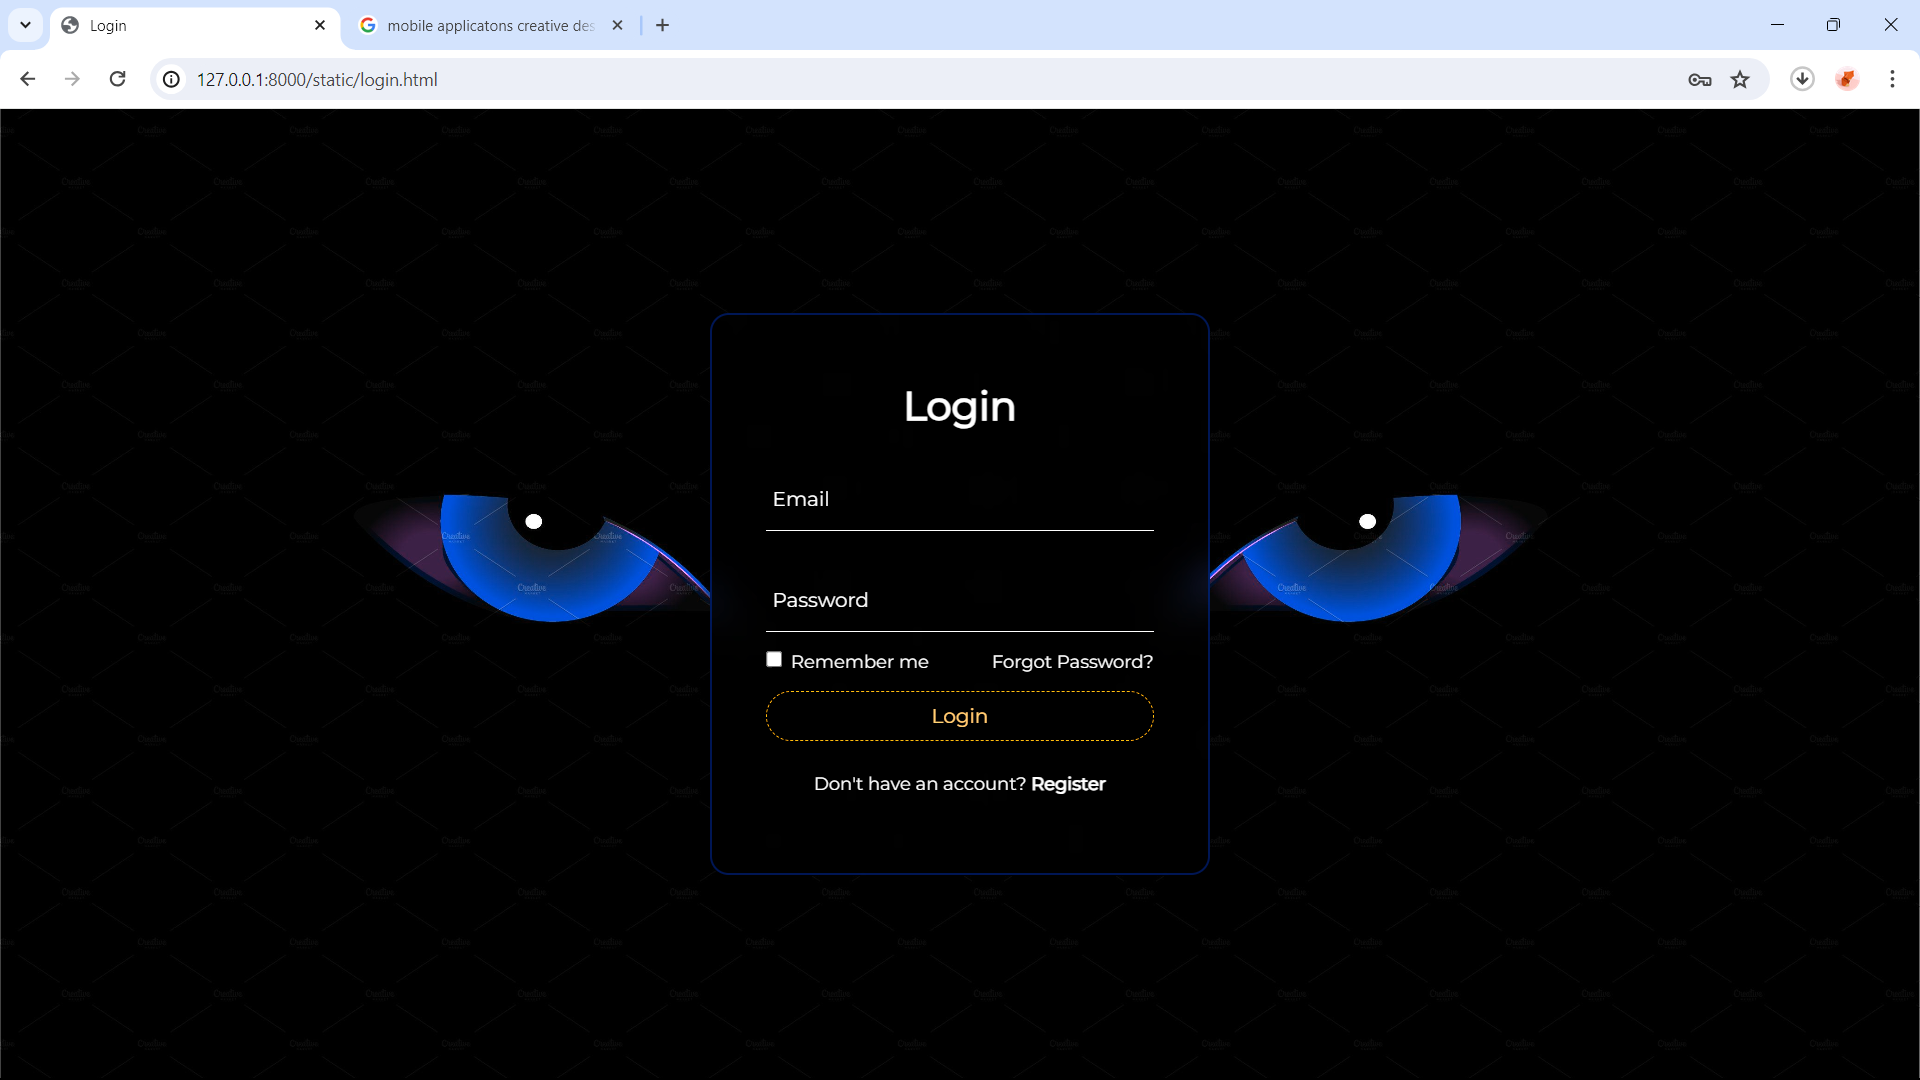 Login
mobile applicatons creative des
127.0.0.1:8000/static/login.html
Login
Email
Password
Remember me
Forgot Password?
Login
Don't have an account? Register
Creative